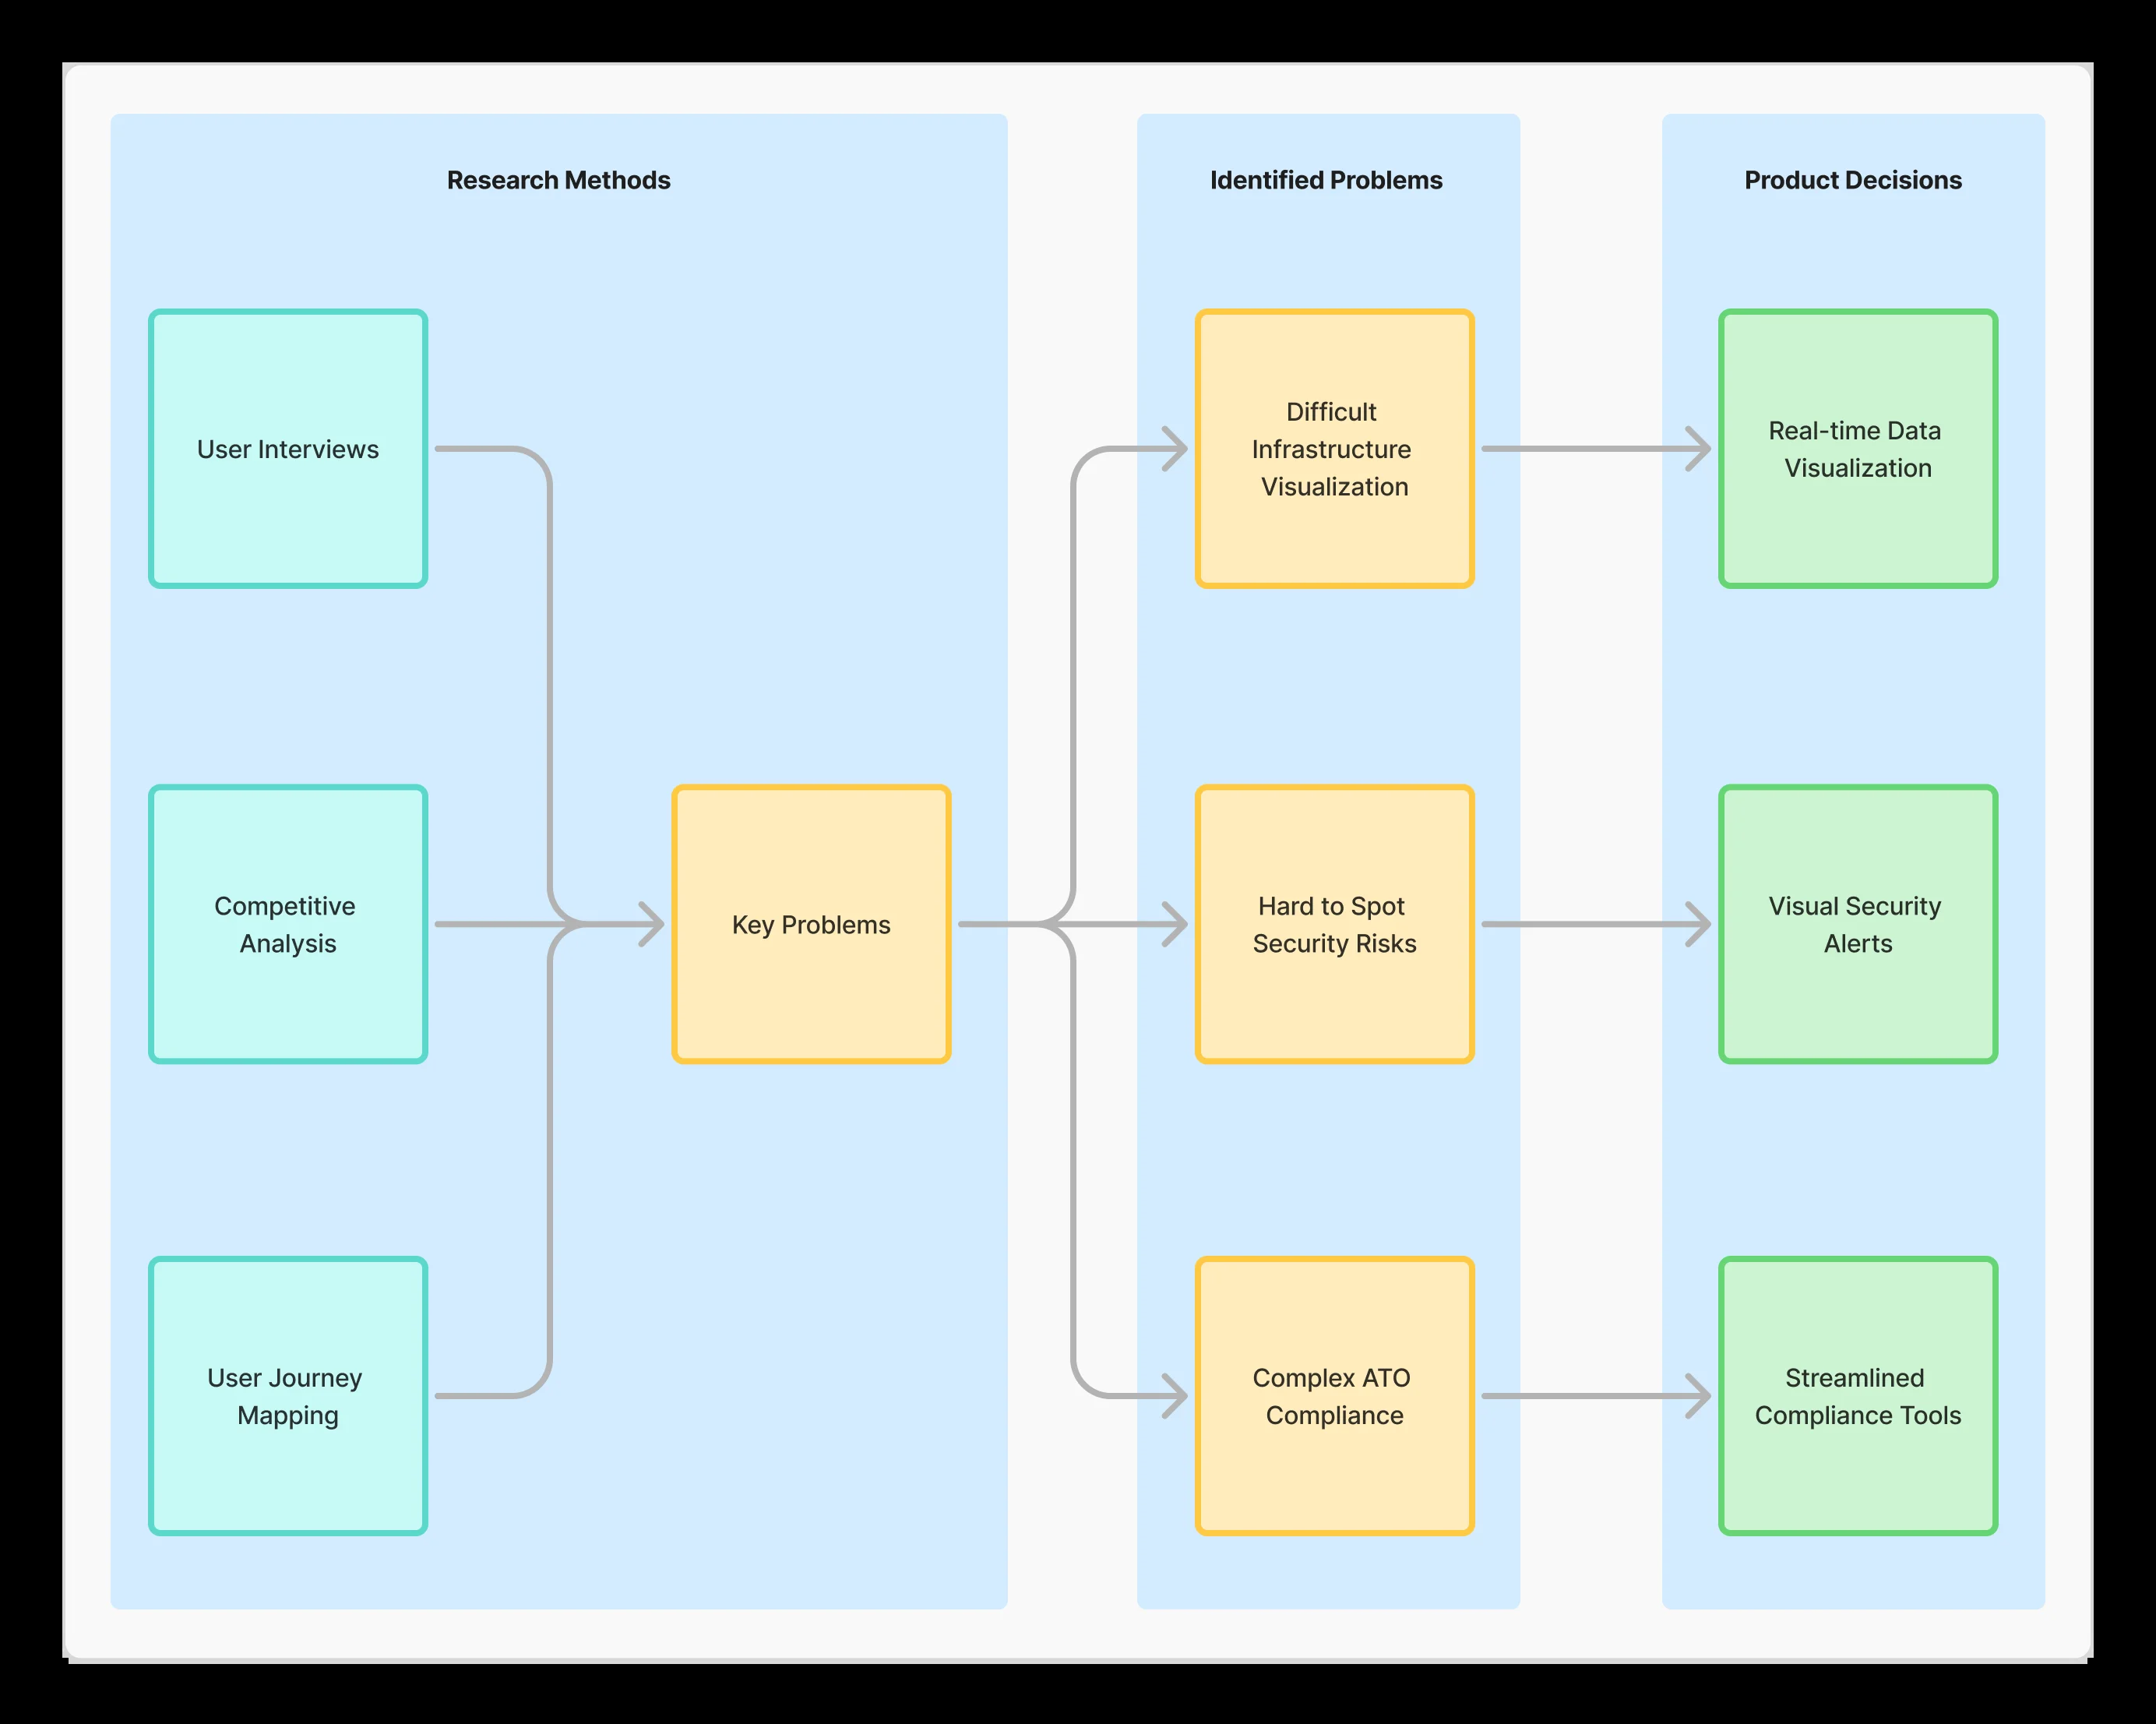 Research Methods
User Interviews
Competitive
Analysis
User Journey
Mapping
Key Problems
Identified Problems
Difficult
Infrastructure
Visualization
Hard to Spot
Security Risks
Complex ATO
Compliance
Product Decisions
Real-time Data
Visualization
Visual Security
Alerts
Streamlined
Compliance Tools